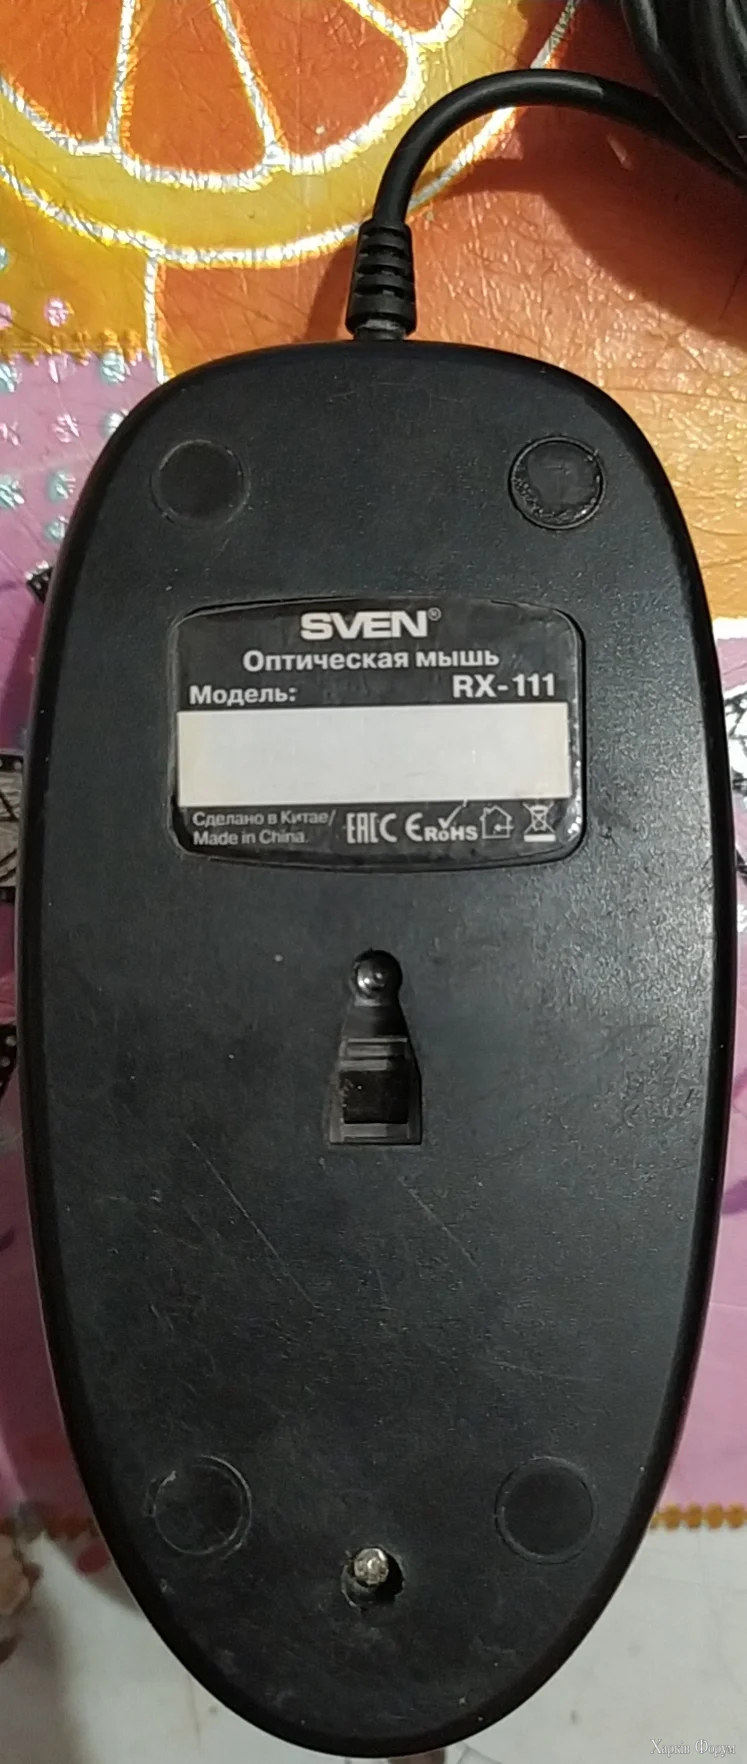 SVEN®
Оптическая мышь
Модель: RX-111
Сделано в Китае/
Made in China
EAC CE RoHS
Харків Форум